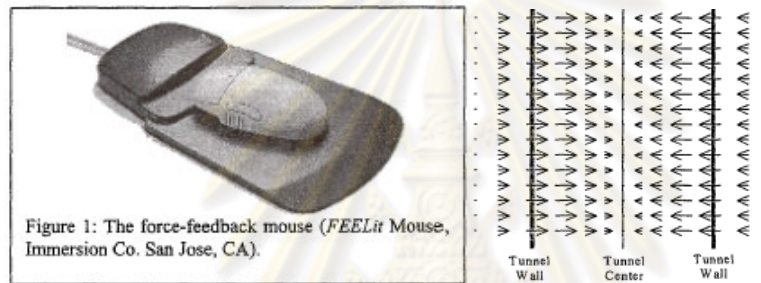 Figure 1: The force-feedback mouse (FEELit Mouse,
Immersion Co. San Jose, CA).
Tunnel
Wall
Tunnel
Center
Tunnel
Wall